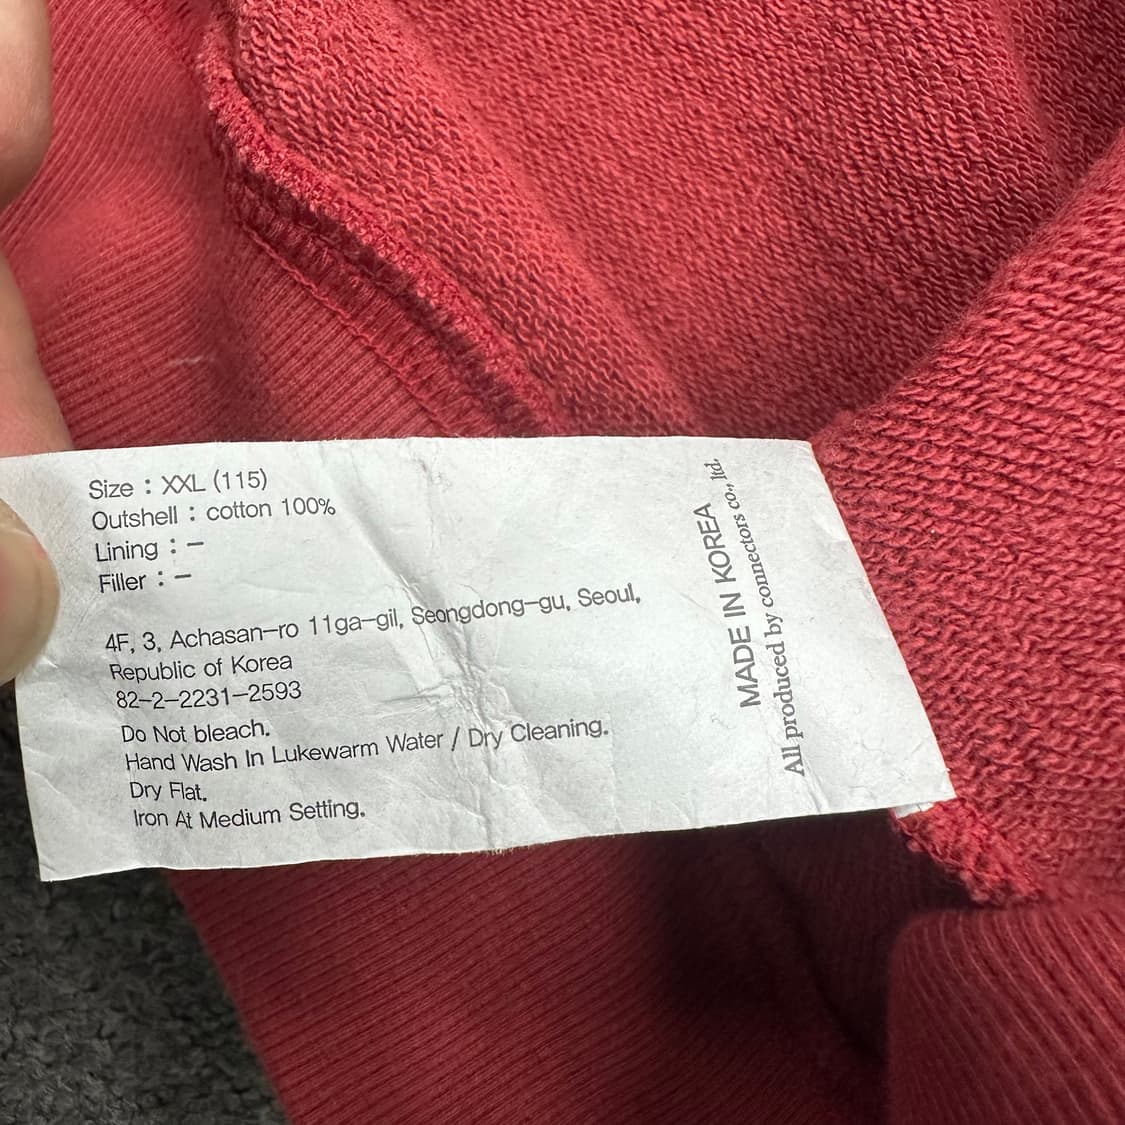 Size : XXL (115)
Outshell : cotton 100%
Lining : –
Filler : –
4F, 3, Achasan–ro 11ga–gil, Seongdong–gu, Seoul,
Republic of Korea
82–2–2231–2593
Do Not bleach.
Hand Wash In Lukewarm Water / Dry Cleaning.
Dry Flat.
Iron At Medium Setting.
MADE IN KOREA
All produced by connectors co., ltd.